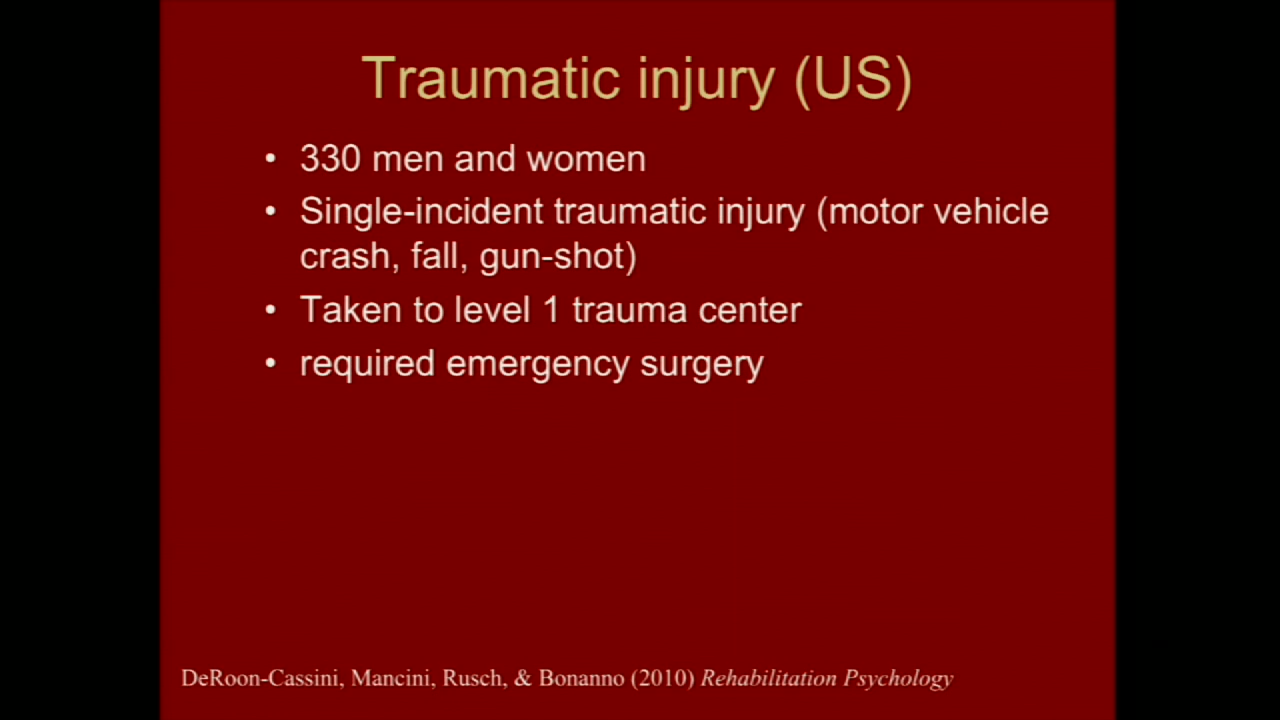 Traumatic injury (US)
• 330 men and women
• Single-incident traumatic injury (motor vehicle
crash, fall, gun-shot)
• Taken to level 1 trauma center
• required emergency surgery
DeRoon-Cassini, Mancini, Rusch, & Bonanno (2010) Rehabilitation Psychology